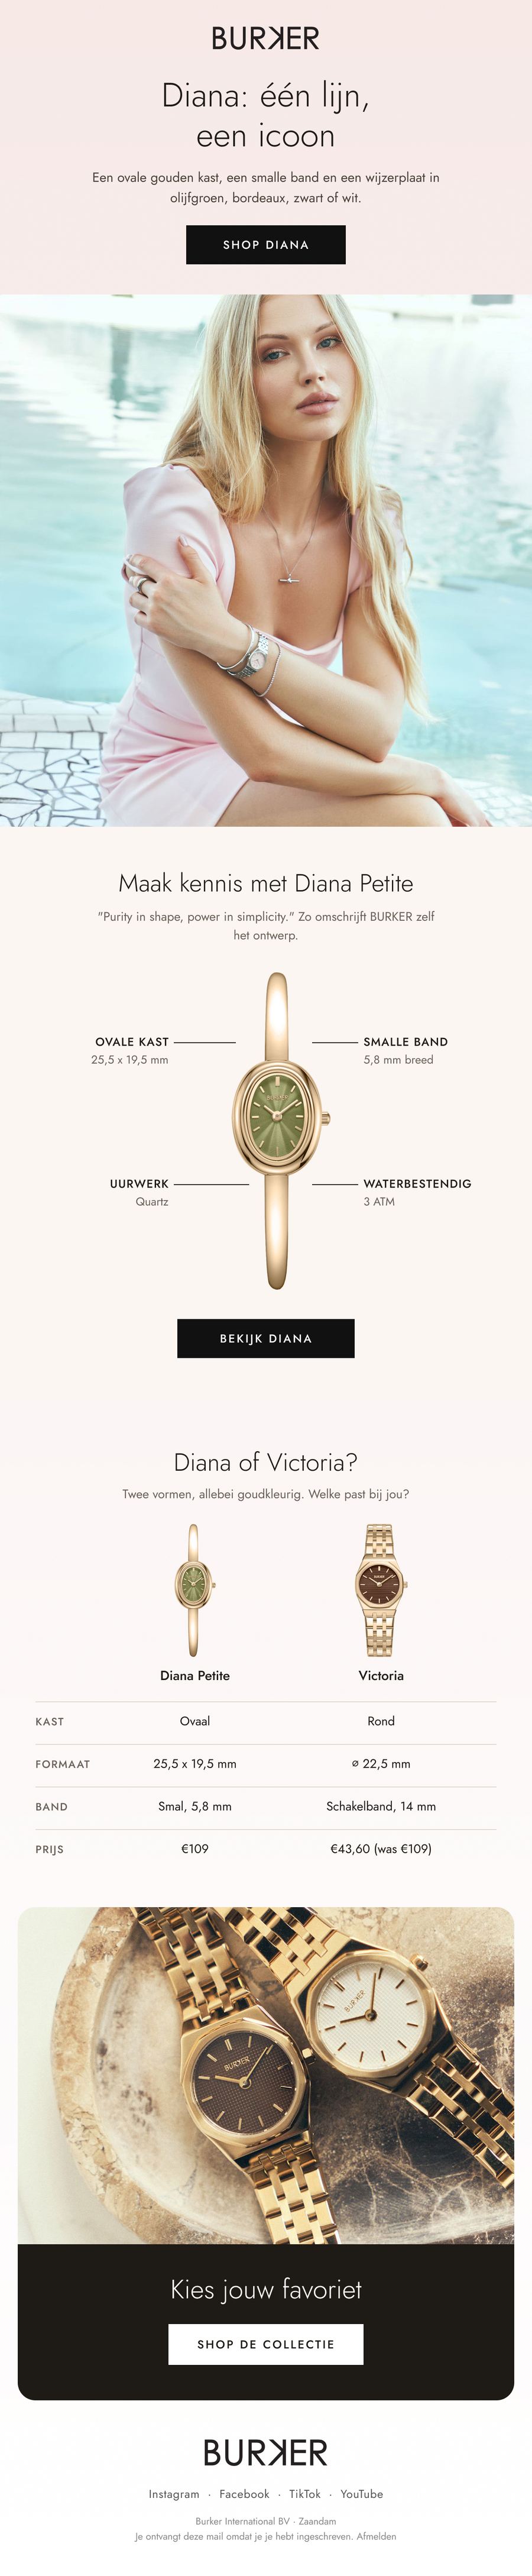 BURKER
Diana: één lijn,
een icoon
Een ovale gouden kast, een smalle band en een wijzerplaat in
olijfgroen, bordeaux, zwart of wit.
SHOP DIANA
Maak kennis met Diana Petite
"Purity in shape, power in simplicity." Zo omschrijft BURKER zelf
het ontwerp.
OVALE KAST
25,5 x 19,5 mm
SMALLE BAND
5,8 mm breed
BURKER
UURWERK
Quartz
WATERBESTENDIG
3 ATM
BEKIJK DIANA
Diana of Victoria?
Twee vormen, allebei goudkleurig. Welke past bij jou?
BURKER
Diana Petite
Victoria
KAST Ovaal Rond
FORMAAT 25,5 x 19,5 mm ⌀ 22,5 mm
BAND Smal, 5,8 mm Schakelband, 14 mm
PRIJS €109 €43,60 (was €109)
BURKER
BURKER
Kies jouw favoriet
SHOP DE COLLECTIE
BURKER
Instagram · Facebook · TikTok · YouTube
Burker International BV · Zaandam
Je ontvangt deze mail omdat je je hebt ingeschreven. Afmelden